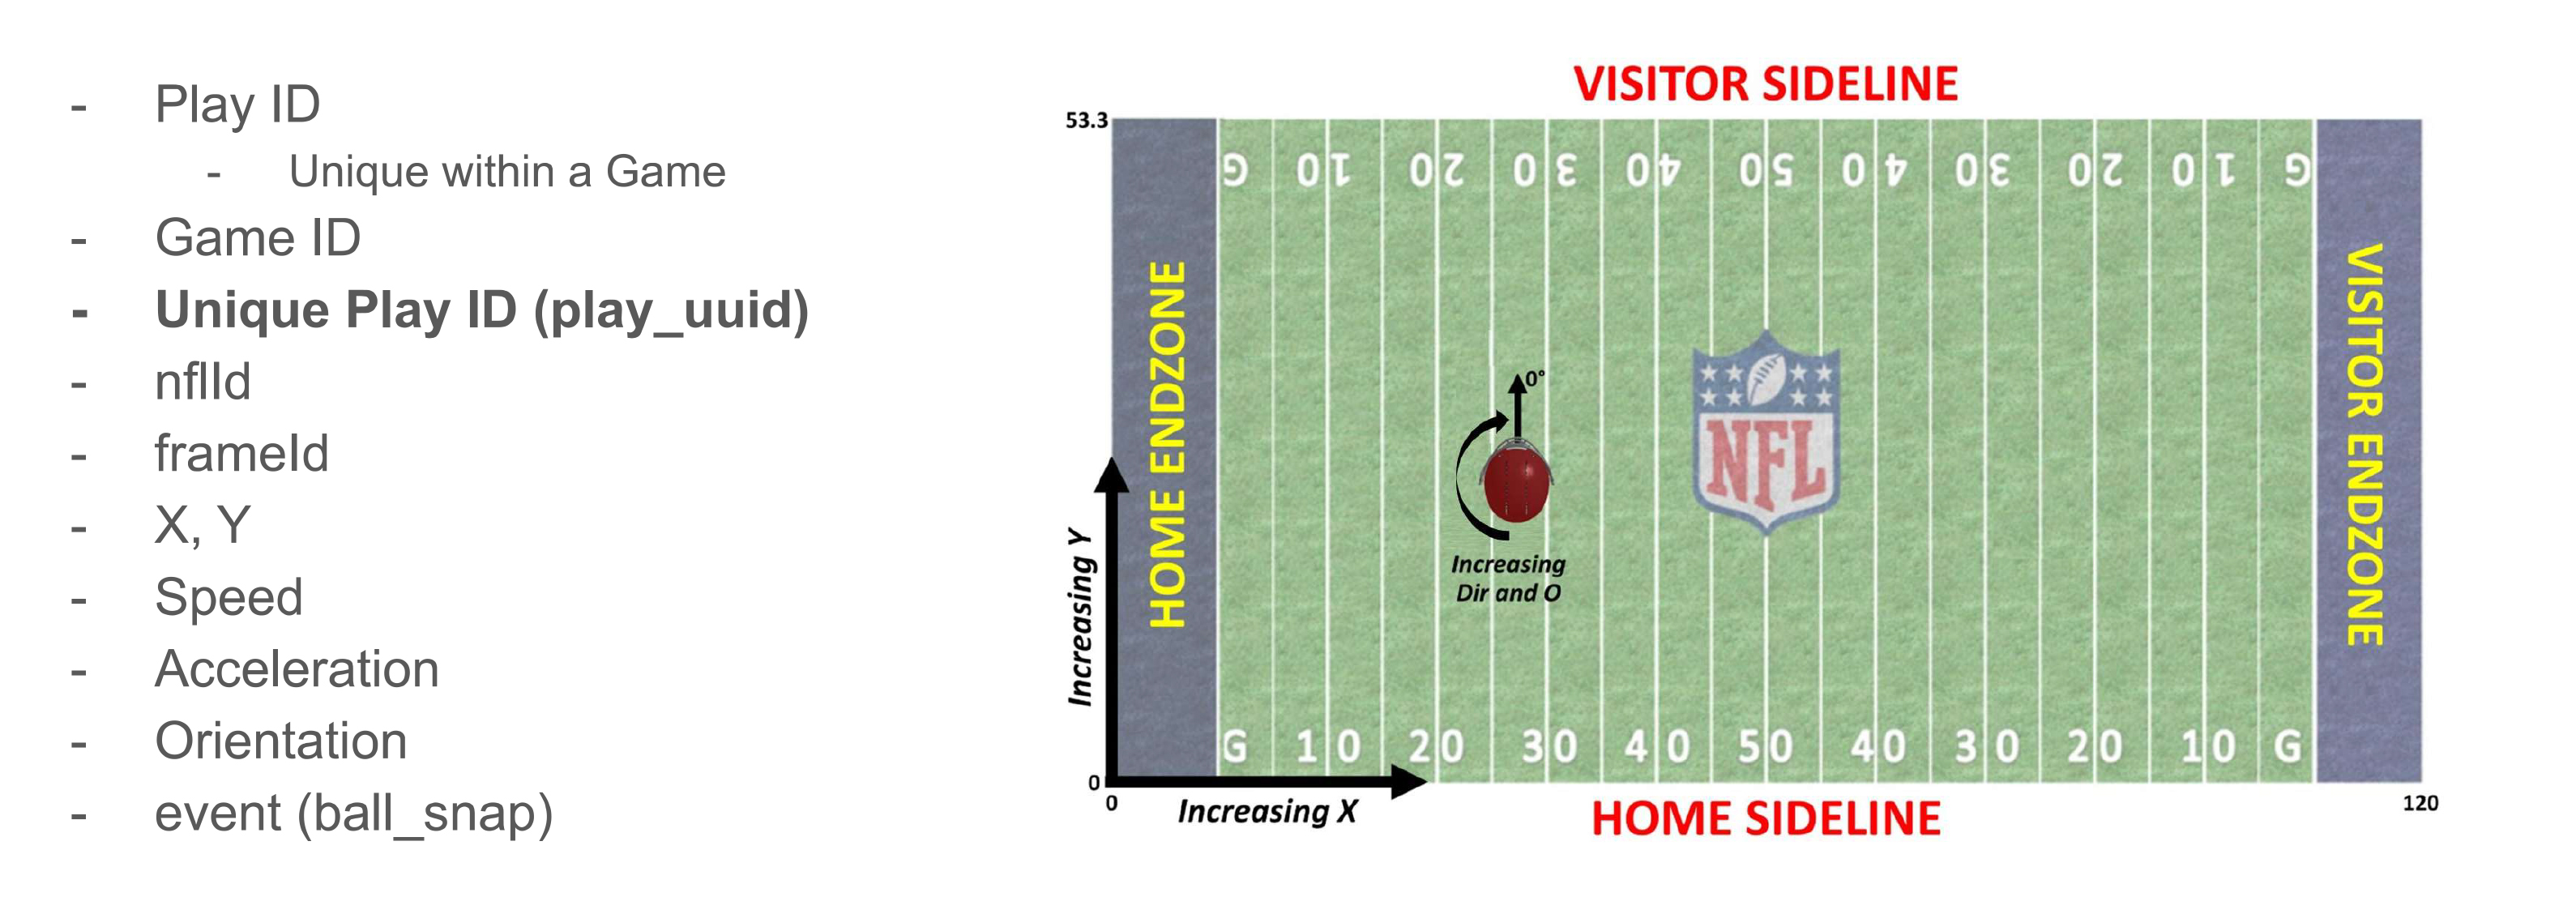 - Play ID
- Unique within a Game
- Game ID
- Unique Play ID (play_uuid)
- nflId
- frameId
- X, Y
- Speed
- Acceleration
- Orientation
- event (ball_snap)
VISITOR SIDELINE
53.3
G 10 20 30 40 50 40 30 20 10 G
HOME ENDZONE
VISITOR ENDZONE
0°
NFL
Increasing
Dir and O
Increasing Y
G 10 20 30 40 50 40 30 20 10 G
0
0
Increasing X
HOME SIDELINE
120